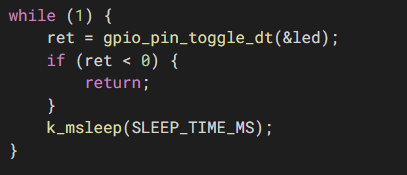 while (1) {
    ret = gpio_pin_toggle_dt(&led);
    if (ret < 0) {
        return;
    }
    k_msleep(SLEEP_TIME_MS);
}